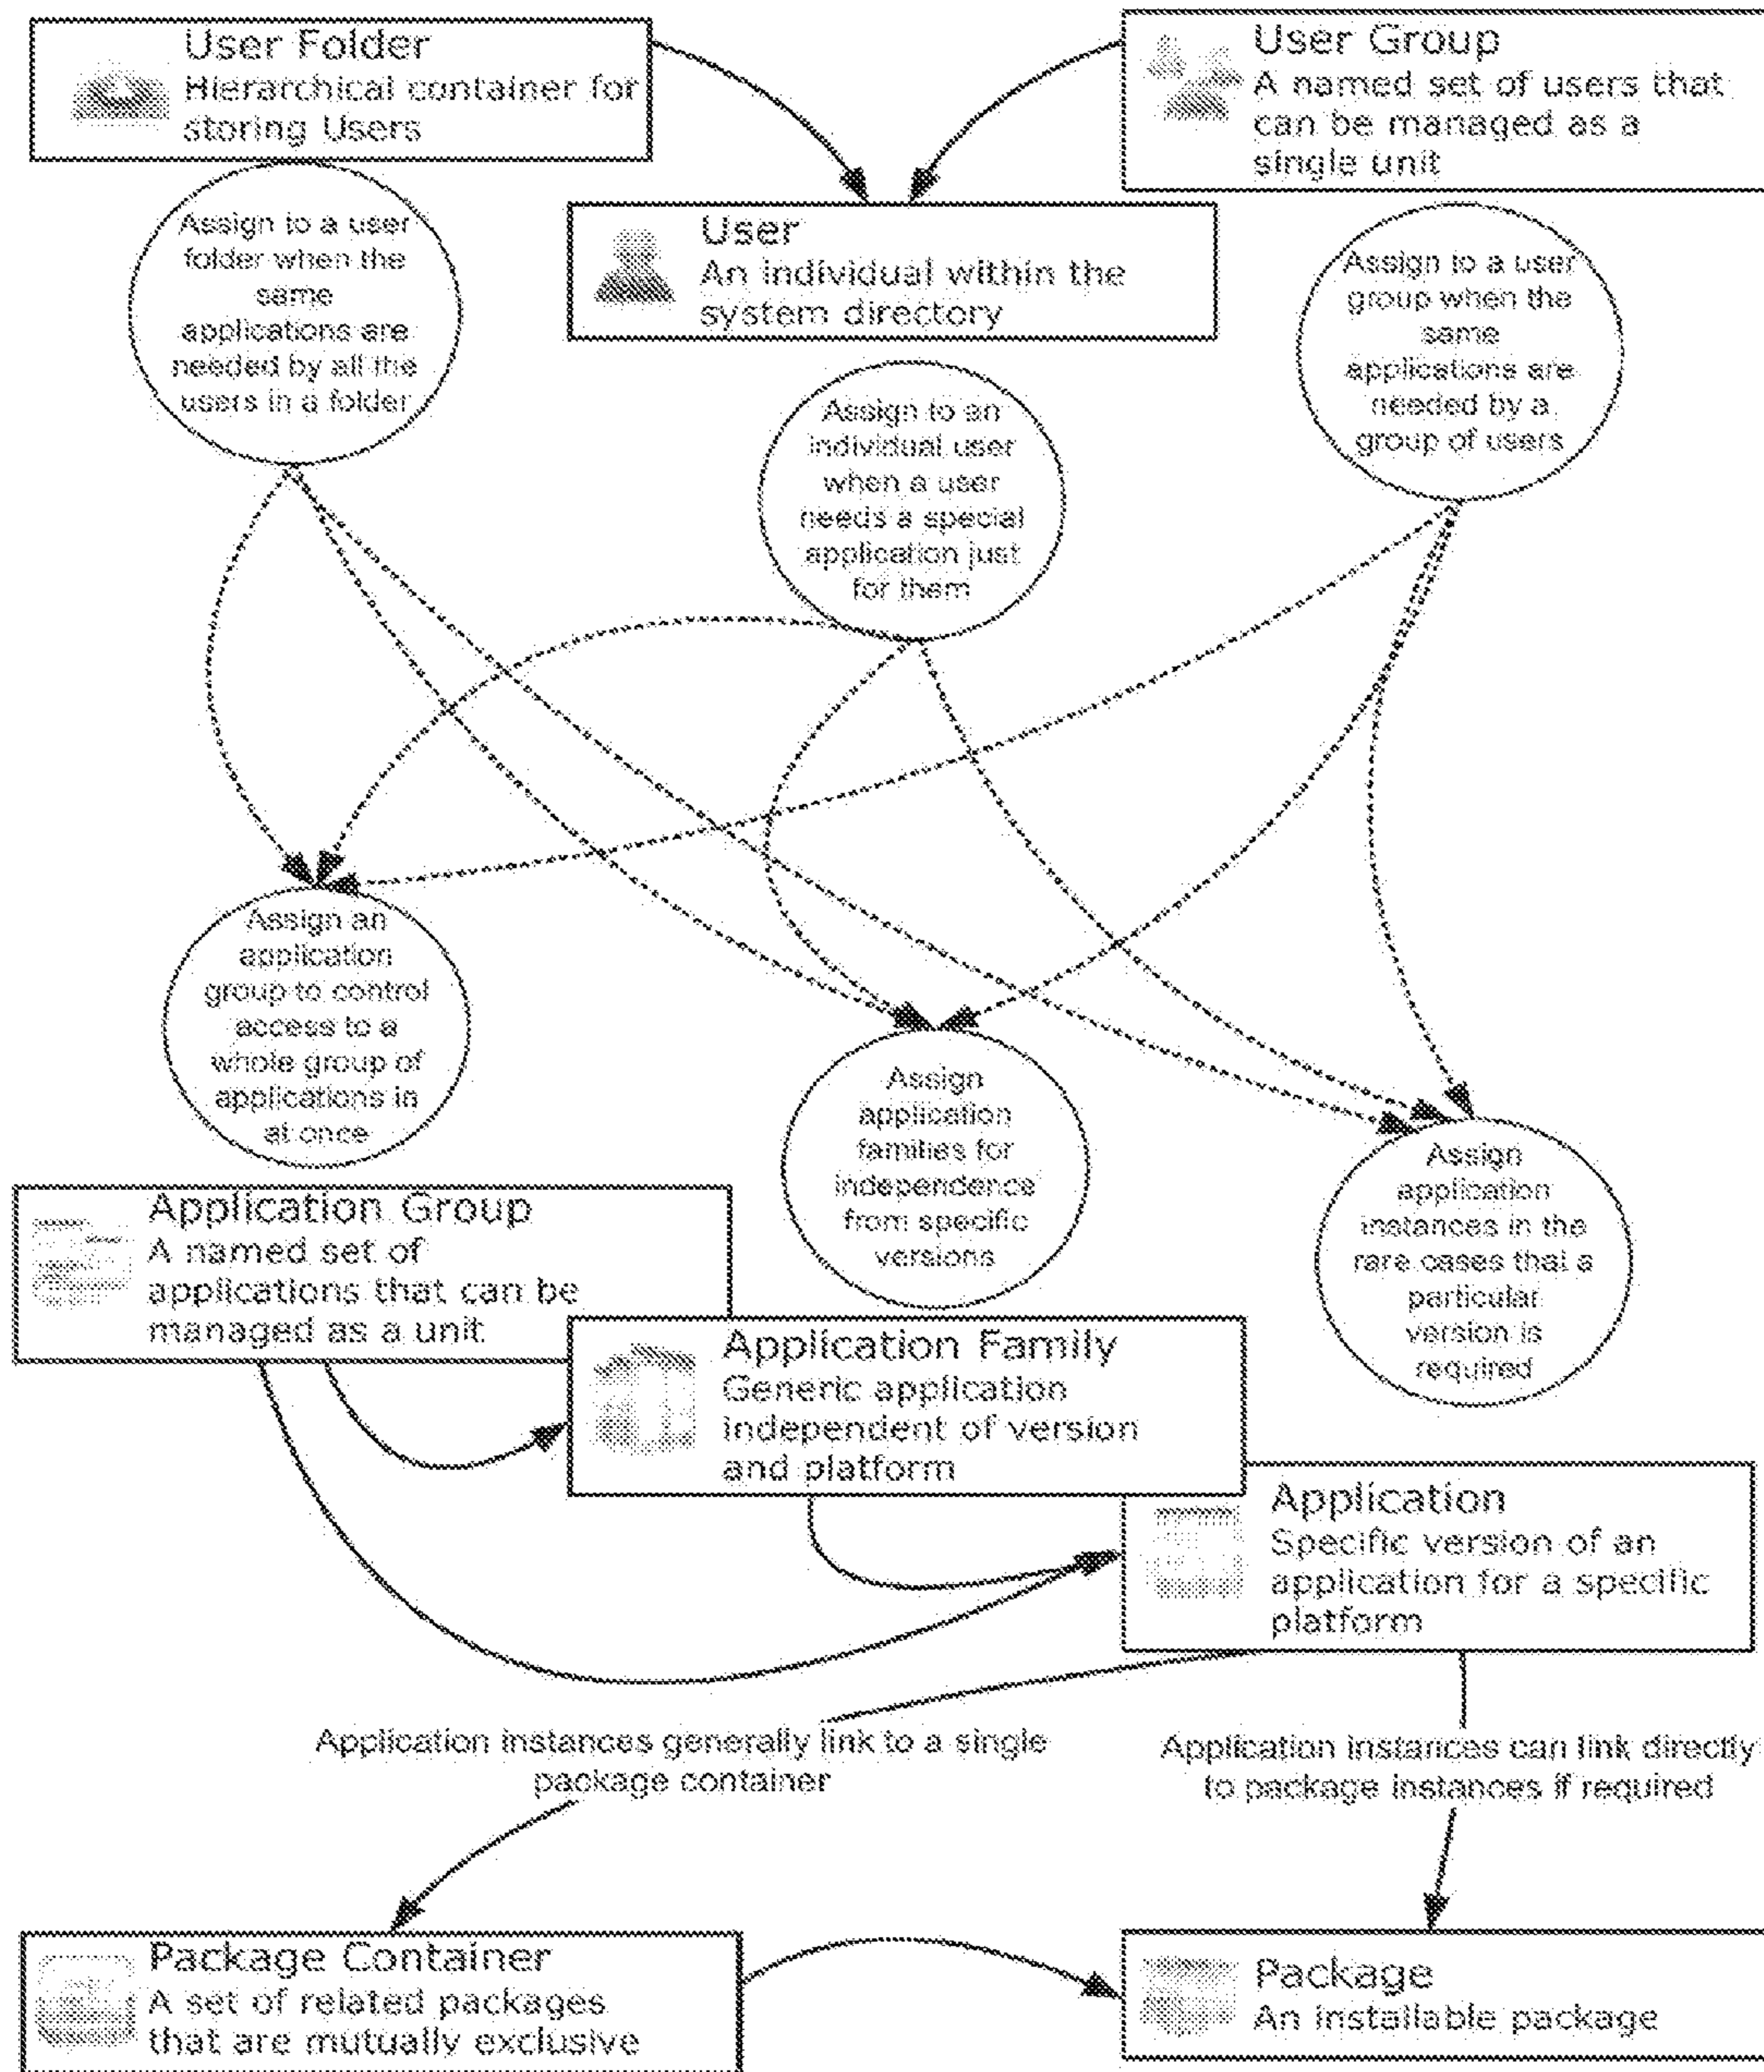 User Folder
Hierarchical container for
storing Users
User Group
A named set of users that
can be managed as a
single unit
User
An individual within the
system directory
Assign to a user
folder when the
same
applications are
needed by all the
users in a folder
Assign to an
individual user
when a user
needs a special
application just
for them
Assign to a user
group when the
same
applications are
needed by a
group of users
Assign an
application
group to control
access to a
whole group of
applications in
at once
Assign
application
families for
independence
from specific
versions
Assign
application
instances in the
rare cases that a
particular
version is
required
Application Group
A named set of
applications that can be
managed as a unit
Application Family
Generic application
independent of version
and platform
Application
Specific version of an
application for a specific
platform
Application instances generally link to a single
package container
Application instances can link directly
to package instances if required
Package Container
A set of related packages
that are mutually exclusive
Package
An installable package